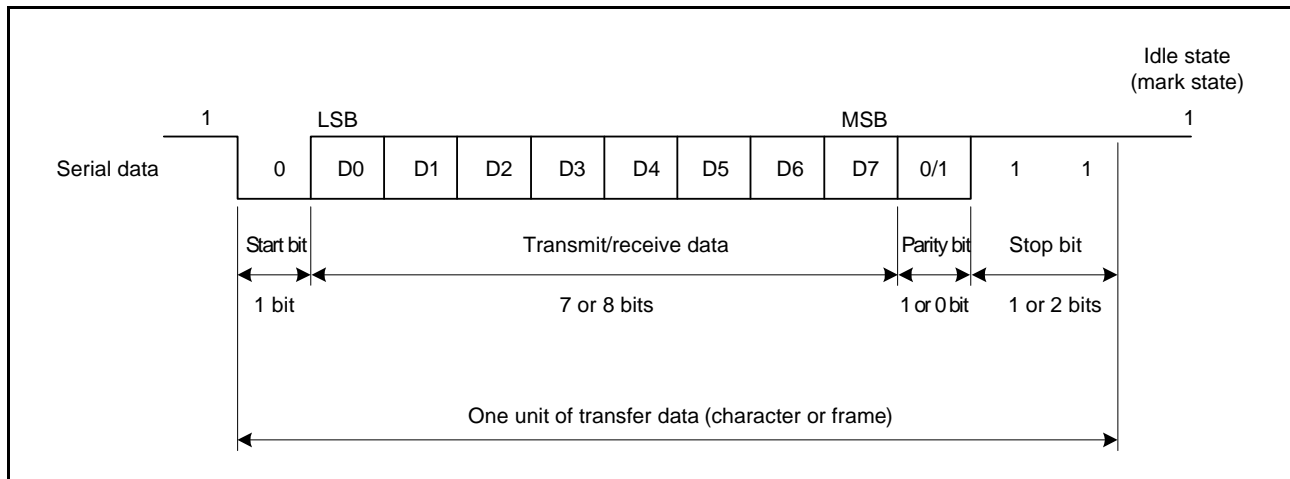 Idle state
(mark state)
1 LSB MSB 1
Serial data 0 D0 D1 D2 D3 D4 D5 D6 D7 0/1 1 1
Start bit Transmit/receive data Parity bit Stop bit
1 bit 7 or 8 bits 1 or 0 bit 1 or 2 bits
One unit of transfer data (character or frame)